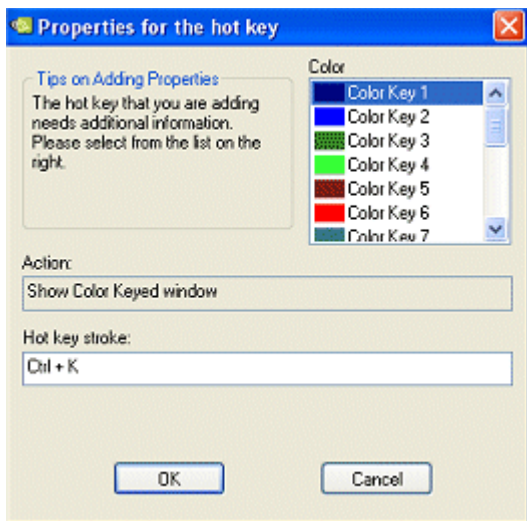 Properties for the hot key
Tips on Adding Properties
The hot key that you are adding
needs additional information.
Please select from the list on the
right.
Color
Color Key 1
Color Key 2
Color Key 3
Color Key 4
Color Key 5
Color Key 6
Color Key 7
Action:
Show Color Keyed window
Hot key stroke:
Ctrl + K
OK
Cancel